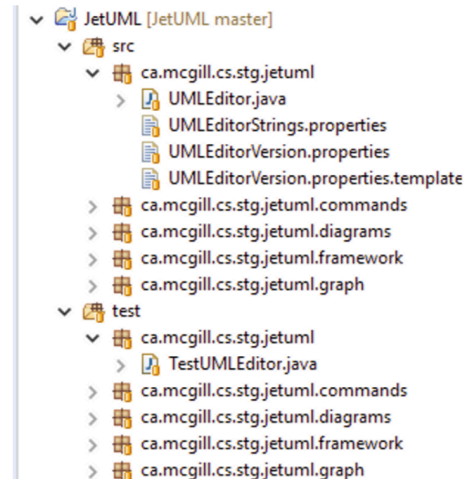 JetUML [JetUML master]
src
ca.mcgill.cs.stg.jetuml
UMLEditor.java
UMLEditorStrings.properties
UMLEditorVersion.properties
UMLEditorVersion.properties.template
ca.mcgill.cs.stg.jetuml.commands
ca.mcgill.cs.stg.jetuml.diagrams
ca.mcgill.cs.stg.jetuml.framework
ca.mcgill.cs.stg.jetuml.graph
test
ca.mcgill.cs.stg.jetuml
TestUMLEditor.java
ca.mcgill.cs.stg.jetuml.commands
ca.mcgill.cs.stg.jetuml.diagrams
ca.mcgill.cs.stg.jetuml.framework
ca.mcgill.cs.stg.jetuml.graph